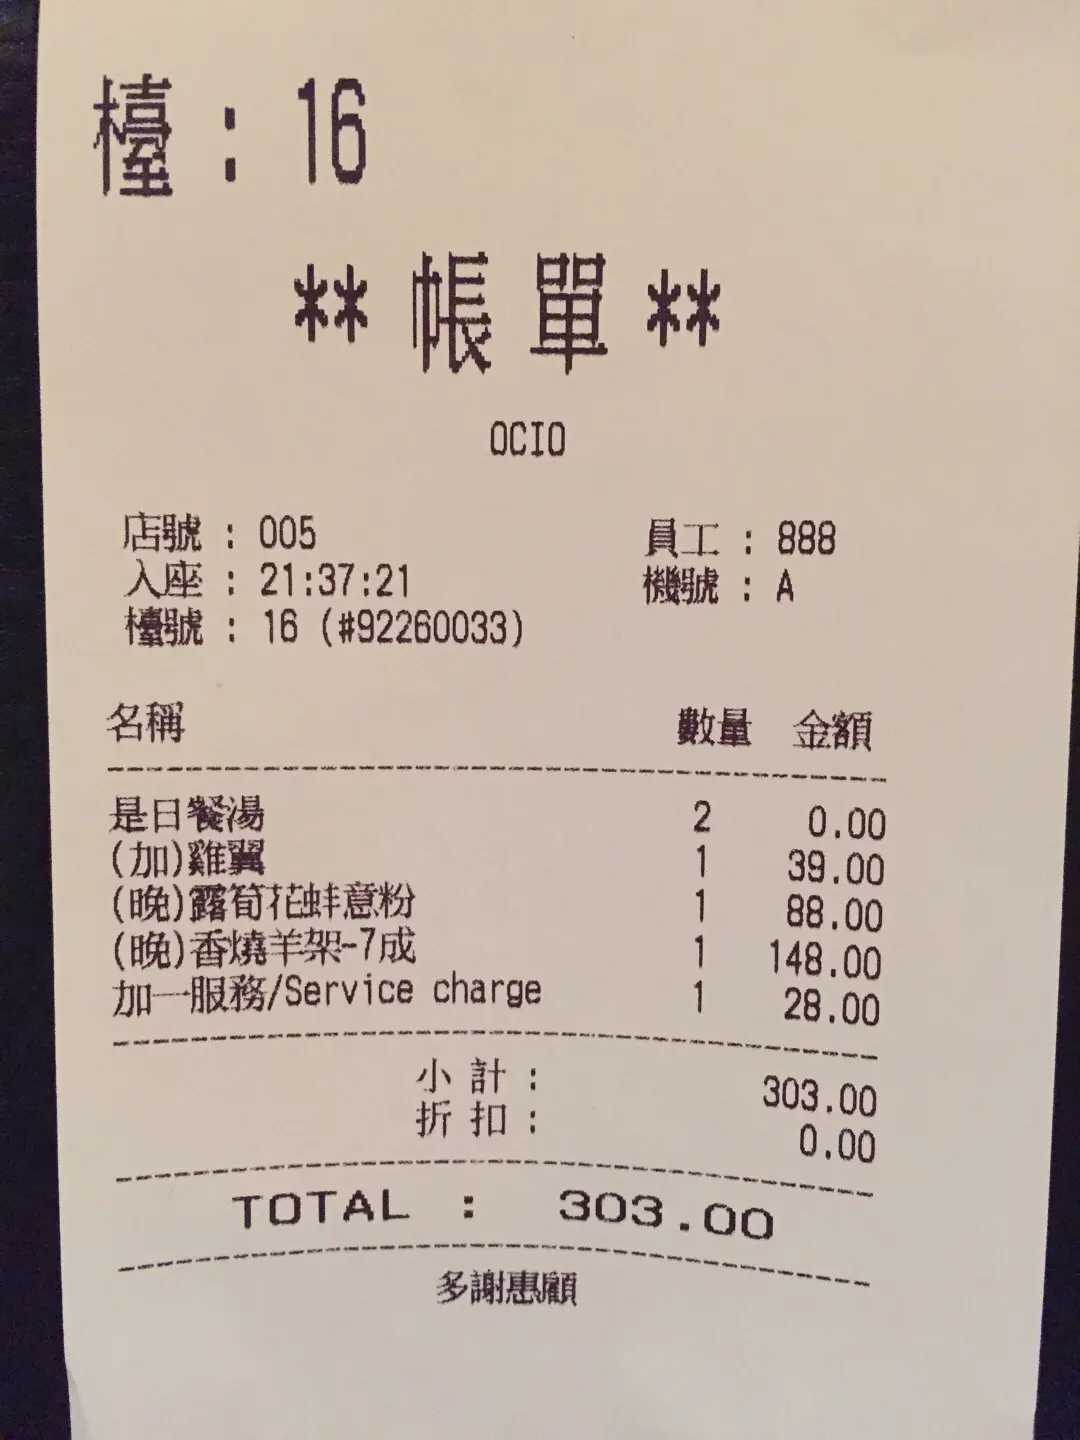 檯 : 16
** 帳 單 **
OCIO
店號 : 005 員工 : 888
入座 : 21:37:21 機號 : A
檯號 : 16 (#92260033)
名稱 數量 金額
是日餐湯 2 0.00
(加)雞翼 1 39.00
(晚)露筍花蚌意粉 1 88.00
(晚)香燒羊架-7成 1 148.00
加一服務/Service charge 1 28.00
小 計 : 303.00
折 扣 : 0.00
TOTAL : 303.00
多謝惠顧